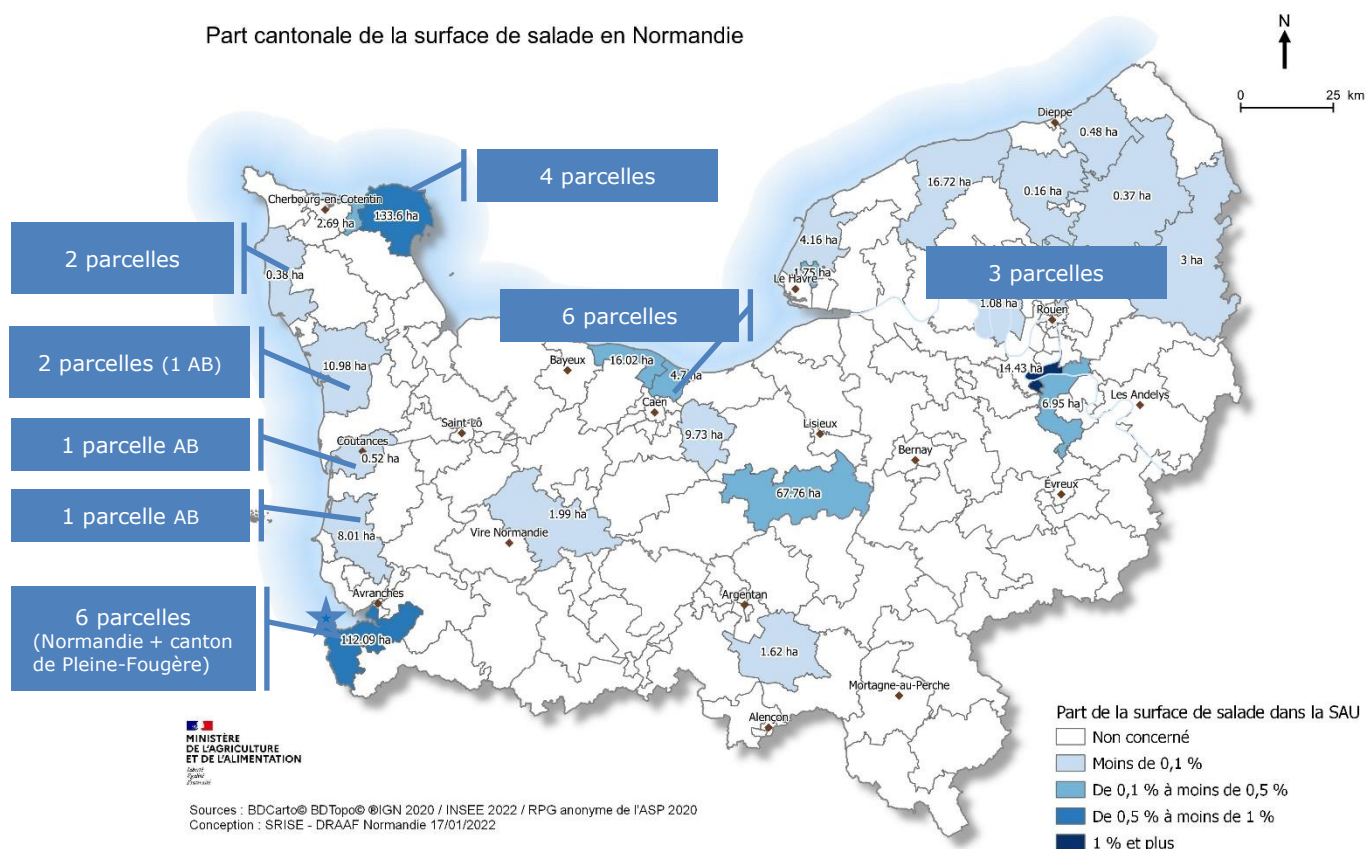 Part cantonale de la surface de salade en Normandie
N
0 25 km
Dieppe
0.48 ha
4 parcelles
16.72 ha
0.16 ha
0.37 ha
Cherbourg-en-Cotentin
133.6 ha
2.69 ha
4.16 ha
2 parcelles
0.38 ha
3 ha
1.75 ha
Le Havre
3 parcelles
1.08 ha
Rouen
6 parcelles
2 parcelles (1 AB)
10.98 ha
Bayeux
16.02 ha
4.7 ha
14.43 ha
Caen
6.95 ha
Les Andelys
1 parcelle AB
Coutances
0.52 ha
Saint-Lô
9.73 ha
Lisieux
Bernay
Évreux
1 parcelle AB
8.01 ha
1.99 ha
67.76 ha
Vire Normandie
Avranches
Argentan
6 parcelles
(Normandie + canton
de Pleine-Fougère)
112.09 ha
1.62 ha
Mortagne-au-Perche
Alençon
MINISTÈRE
DE L'AGRICULTURE
ET DE L'ALIMENTATION
Liberté
Égalité
Fraternité
Part de la surface de salade dans la SAU
Non concerné
Moins de 0,1 %
De 0,1 % à moins de 0,5 %
De 0,5 % à moins de 1 %
1 % et plus
Sources : BDCarto© BDTopo© ®IGN 2020 / INSEE 2022 / RPG anonyme de l'ASP 2020
Conception : SRISE - DRAAF Normandie 17/01/2022